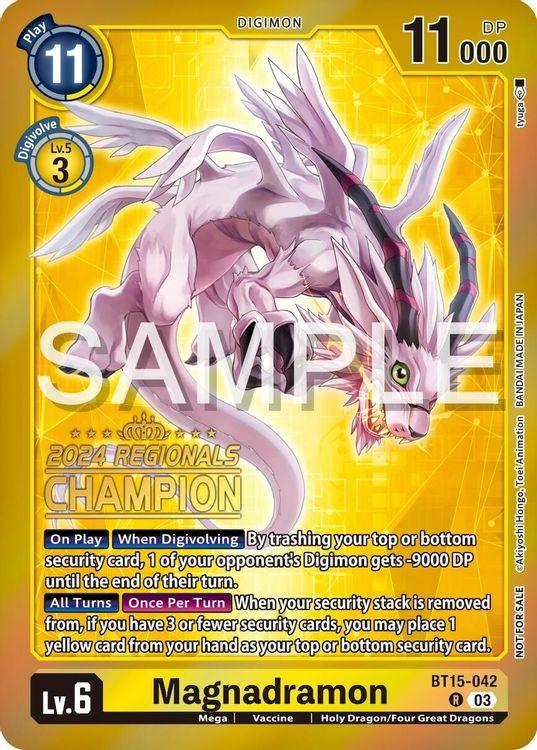 DIGIMON
Play
11
DP
11000
Digivolve
Lv.5
3
tyuga
SAMPLE
2024 REGIONALS
CHAMPION
On Play When Digivolving By trashing your top or bottom
security card, 1 of your opponent's Digimon gets -9000 DP
until the end of their turn.
All Turns Once Per Turn When your security stack is removed
from, if you have 3 or fewer security cards, you may place 1
yellow card from your hand as your top or bottom security card.
©Akiyoshi Hongo, Toei Animation BANDAI MADE IN JAPAN
NOT FOR SALE
Lv.6
Magnadramon
BT15-042
R 03
Mega | Vaccine | Holy Dragon/Four Great Dragons